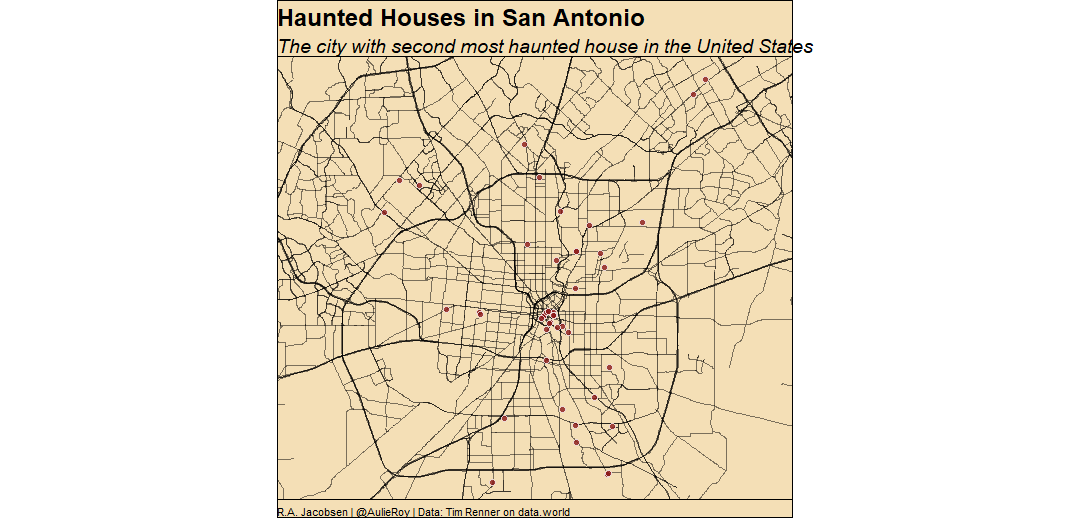 Haunted Houses in San Antonio
The city with second most haunted house in the United States
R.A. Jacobsen | @AulieRoy | Data: Tim Renner on data.world